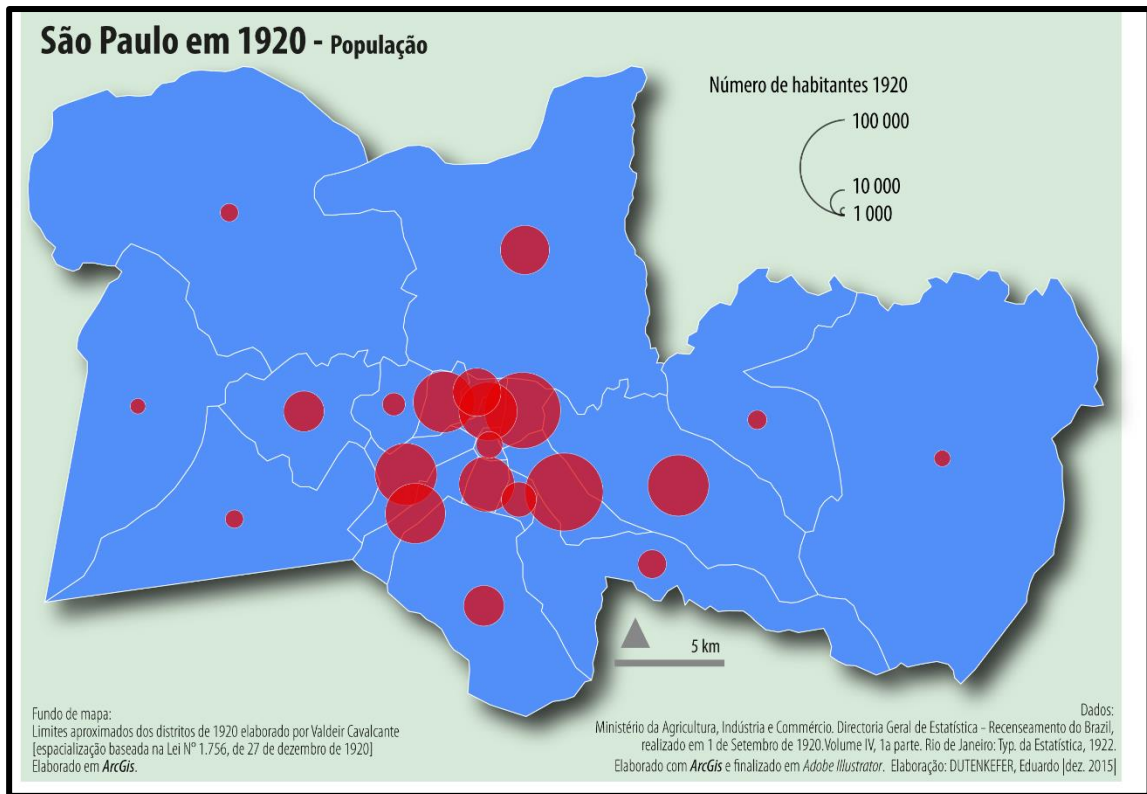 São Paulo em 1920 - População
Número de habitantes 1920
100 000
10 000
1 000
5 km
Fundo de mapa:
Limites aproximados dos distritos de 1920 elaborado por Valdeir Cavalcante
[espacialização baseada na Lei Nº 1.756, de 27 de dezembro de 1920]
Elaborado em ArcGis.
Dados:
Ministério da Agricultura, Indústria e Commércio. Directoria Geral de Estatística – Recenseamento do Brazil,
realizado em 1 de Setembro de 1920.Volume IV, 1a parte. Rio de Janeiro: Typ. da Estatística, 1922.
Elaborado com ArcGis e finalizado em Adobe Illustrator. Elaboração: DUTENKEFER, Eduardo |dez. 2015|